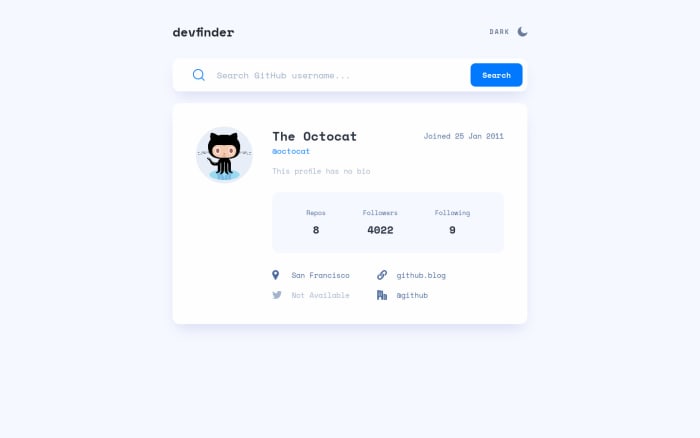 devfinder
DARK
Search GitHub username...
Search
The Octocat
Joined 25 Jan 2011
@octocat
This profile has no bio
Repos Followers Following
8 4022 9
San Francisco
github.blog
Not Available
@github